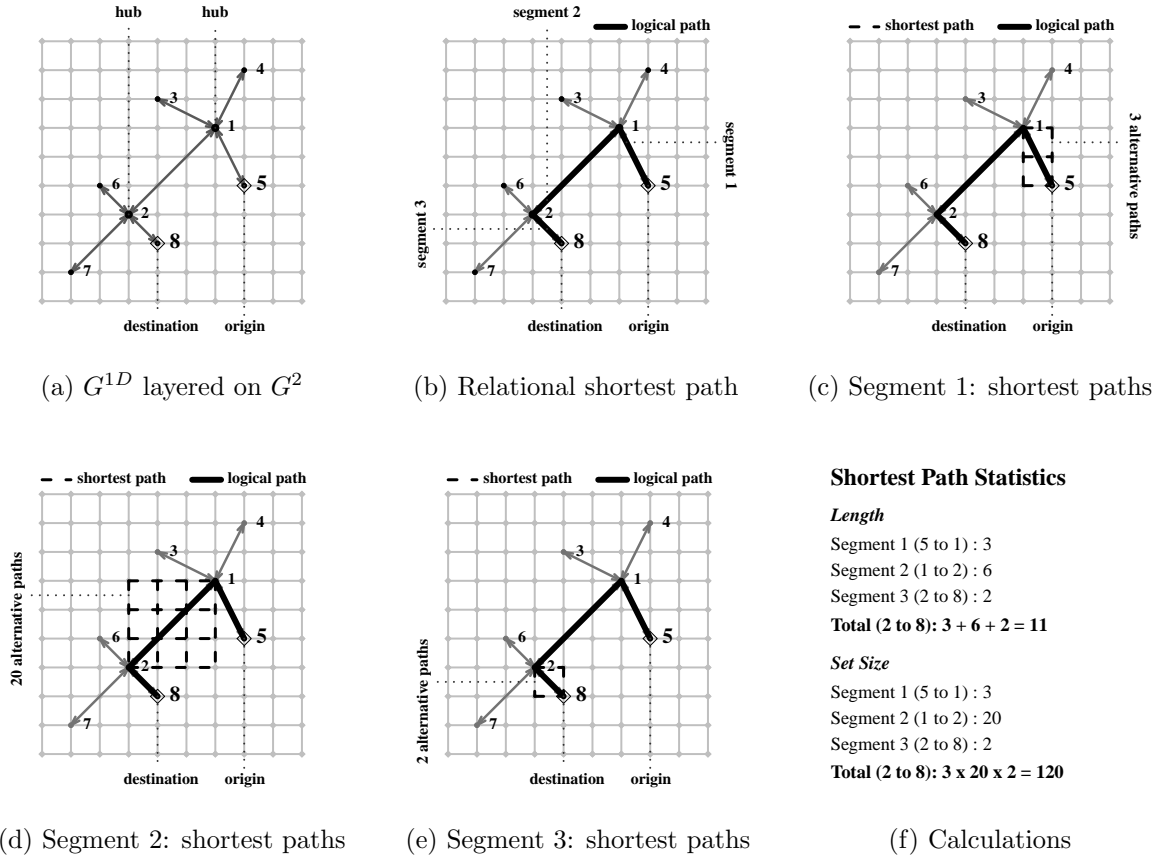 hub hub
4
3
1
6
5
2
8
7
destination origin
(a) G^{1D} layered on G^2
segment 2
logical path
4
3
1
segment 1
6
5
2
segment 3
8
7
destination origin
(b) Relational shortest path
shortest path logical path
4
3
1
3 alternative paths
6
5
2
8
7
destination origin
(c) Segment 1: shortest paths
shortest path logical path
4
3
1
20 alternative paths
6
5
2
8
7
destination origin
(d) Segment 2: shortest paths
shortest path logical path
4
3
1
6
5
2
2 alternative paths
8
7
destination origin
(e) Segment 3: shortest paths
Shortest Path Statistics
Length
Segment 1 (5 to 1) : 3
Segment 2 (1 to 2) : 6
Segment 3 (2 to 8) : 2
Total (2 to 8): 3 + 6 + 2 = 11
Set Size
Segment 1 (5 to 1) : 3
Segment 2 (1 to 2) : 20
Segment 3 (2 to 8) : 2
Total (2 to 8): 3 x 20 x 2 = 120
(f) Calculations